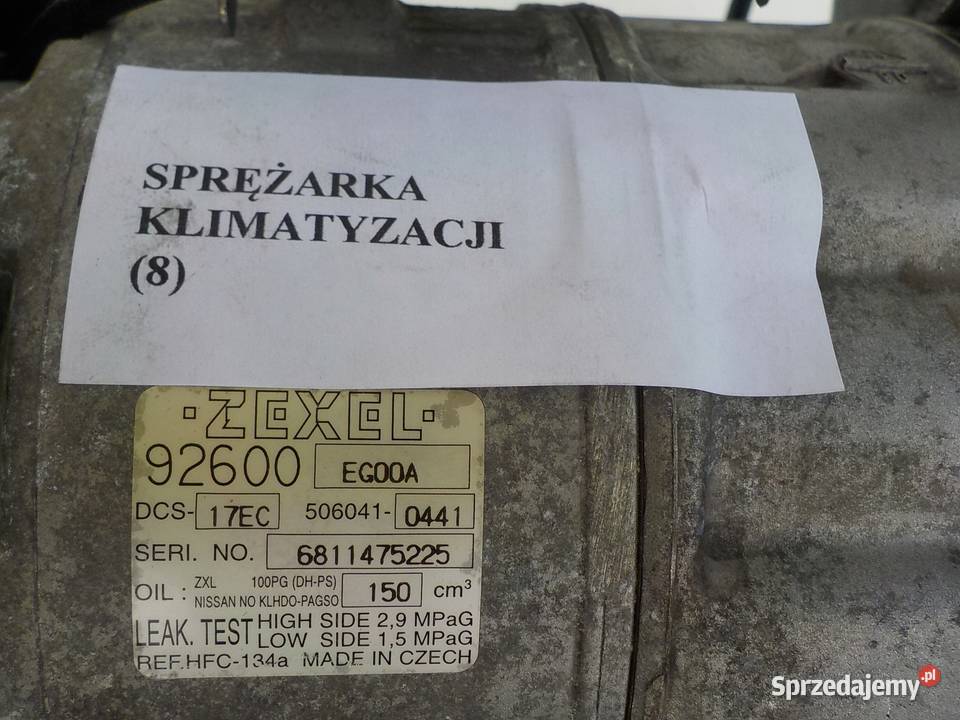 SPRĘŻARKA
KLIMATYZACJI
(8)
·ZEXEL·
92600 EG00A
DCS- 17EC 506041- 0441
SERI. NO. 6811475225
OIL : ZXL 100PG (DH-PS) 150 cm³
NISSAN NO KLHDO-PAGSO
LEAK. TEST HIGH SIDE 2,9 MPaG
LOW SIDE 1,5 MPaG
REF.HFC-134a MADE IN CZECH
Sprzedajemy.pl